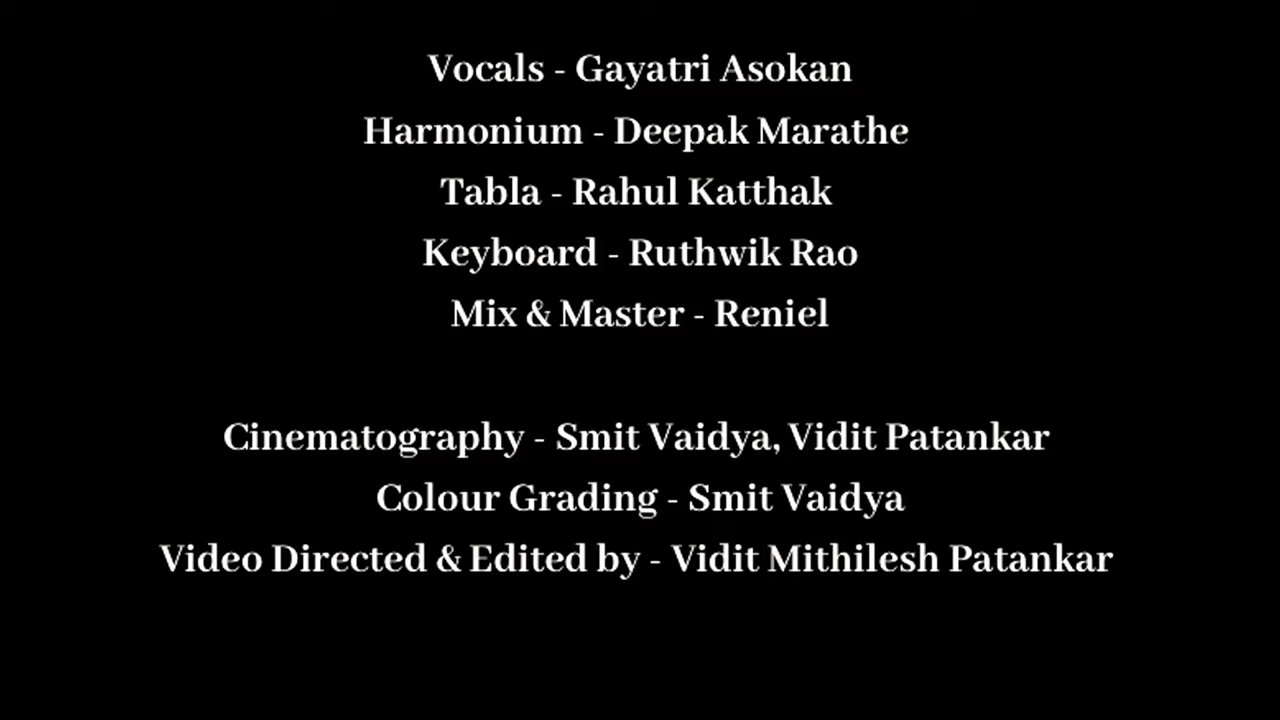 Vocals - Gayatri Asokan
Harmonium - Deepak Marathe
Tabla - Rahul Katthak
Keyboard - Ruthwik Rao
Mix & Master - Reniel
Cinematography - Smit Vaidya, Vidit Patankar
Colour Grading - Smit Vaidya
Video Directed & Edited by - Vidit Mithilesh Patankar